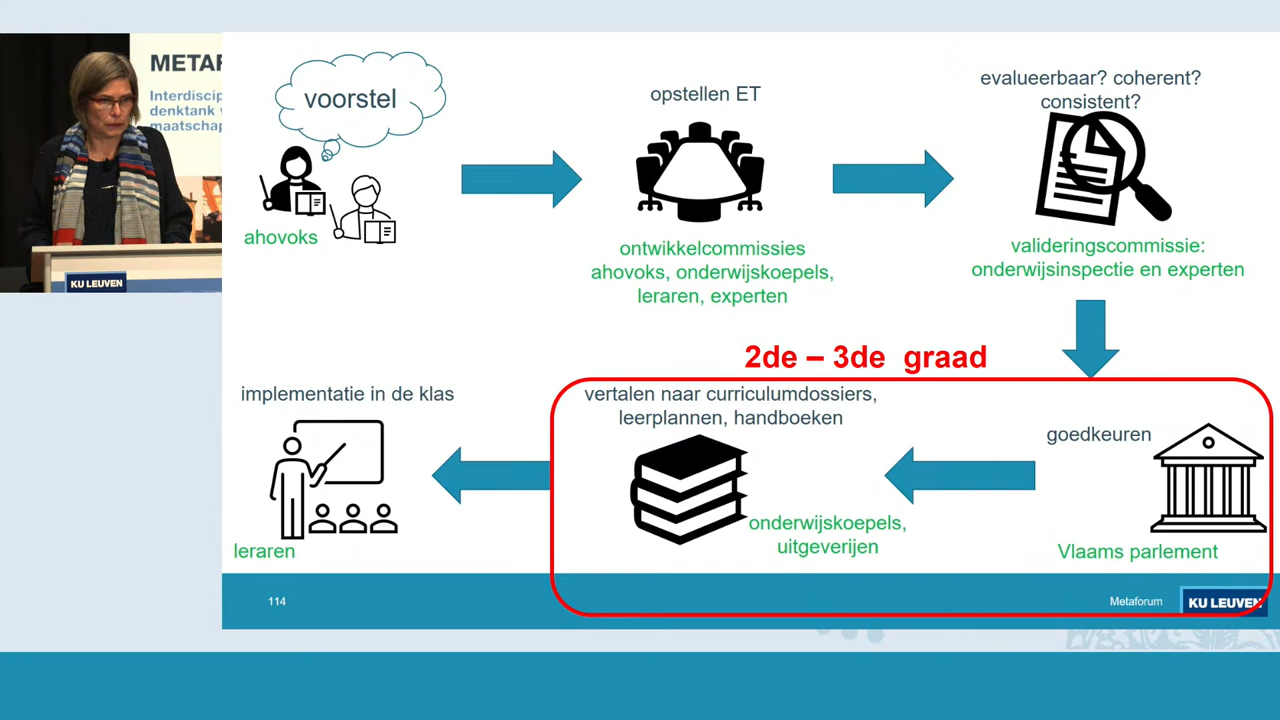 METAF
Interdiscip
denktank
maatschap
KU LEUVEN
voorstel
ahovoks
opstellen ET
ontwikkelcommissies
ahovoks, onderwijskoepels,
leraren, experten
evalueerbaar? coherent?
consistent?
valideringscommissie:
onderwijsinspectie en experten
2de – 3de graad
goedkeuren
Vlaams parlement
vertalen naar curriculumdossiers,
leerplannen, handboeken
onderwijskoepels,
uitgeverijen
implementatie in de klas
leraren
114
Metaforum
KU LEUVEN